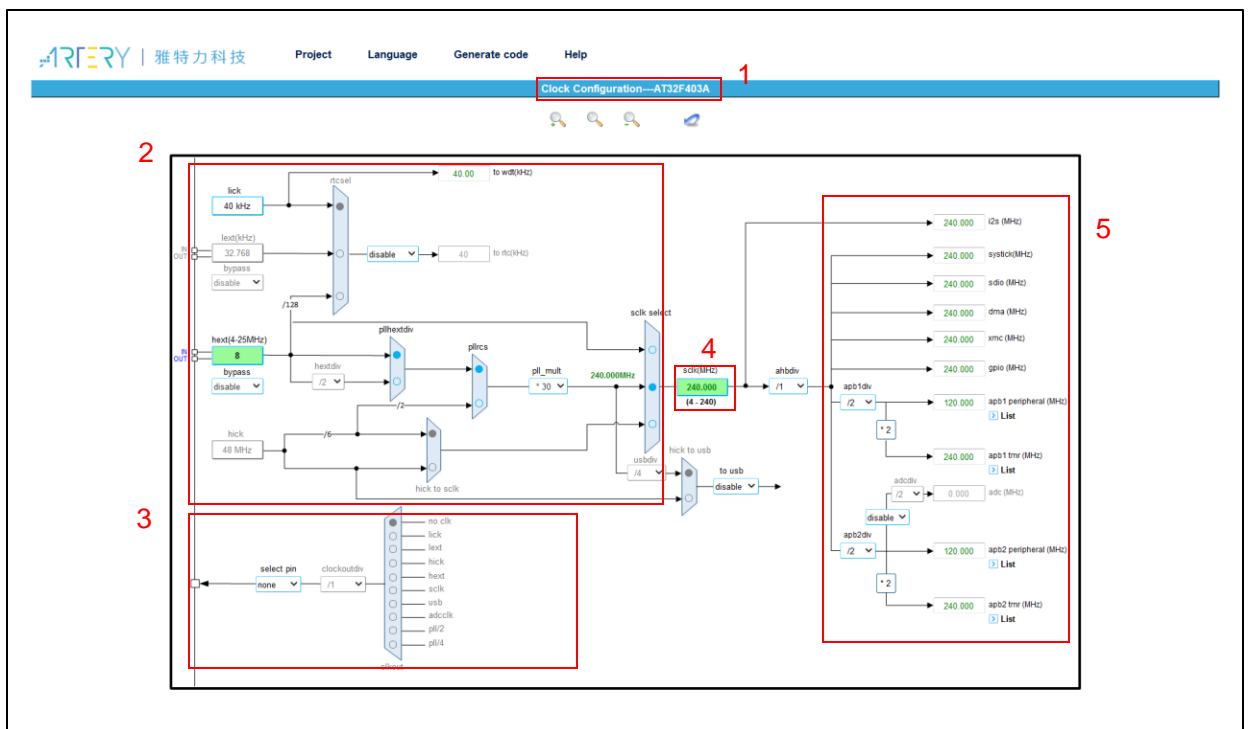 ARTERY | 雅特力科技
Project Language Generate code Help
1
Clock Configuration---AT32F403A
2
lick
40 kHz
rtcsel
40.00 to wdt(kHz)
IN
OUT
lext(kHz)
32.768
bypass
disable
disable
40 to rtc(kHz)
/128
IN
OUT
hext(4-25MHz)
8
bypass
disable
hextdiv
/2
pllhextdiv
pllrcs
/2
pll_mult
* 30
240.000MHz
sclk select
hick
48 MHz
/6
hick to sclk
usbdiv
/4
hick to usb
to usb
disable
4
sclk(MHz)
240.000
(4 - 240)
ahbdiv
/1
5
240.000 i2s (MHz)
240.000 systick(MHz)
240.000 sdio (MHz)
240.000 dma (MHz)
240.000 xmc (MHz)
240.000 gpio (MHz)
apb1div
/2
120.000 apb1 peripheral (MHz)
List
* 2
240.000 apb1 tmr (MHz)
List
adcdiv
/2
0.000 adc (MHz)
disable
apb2div
/2
120.000 apb2 peripheral (MHz)
List
* 2
240.000 apb2 tmr (MHz)
List
3
select pin
none
clockoutdiv
/1
no clk
lick
lext
hick
hext
sclk
usb
adcclk
pll/2
pll/4
clkout